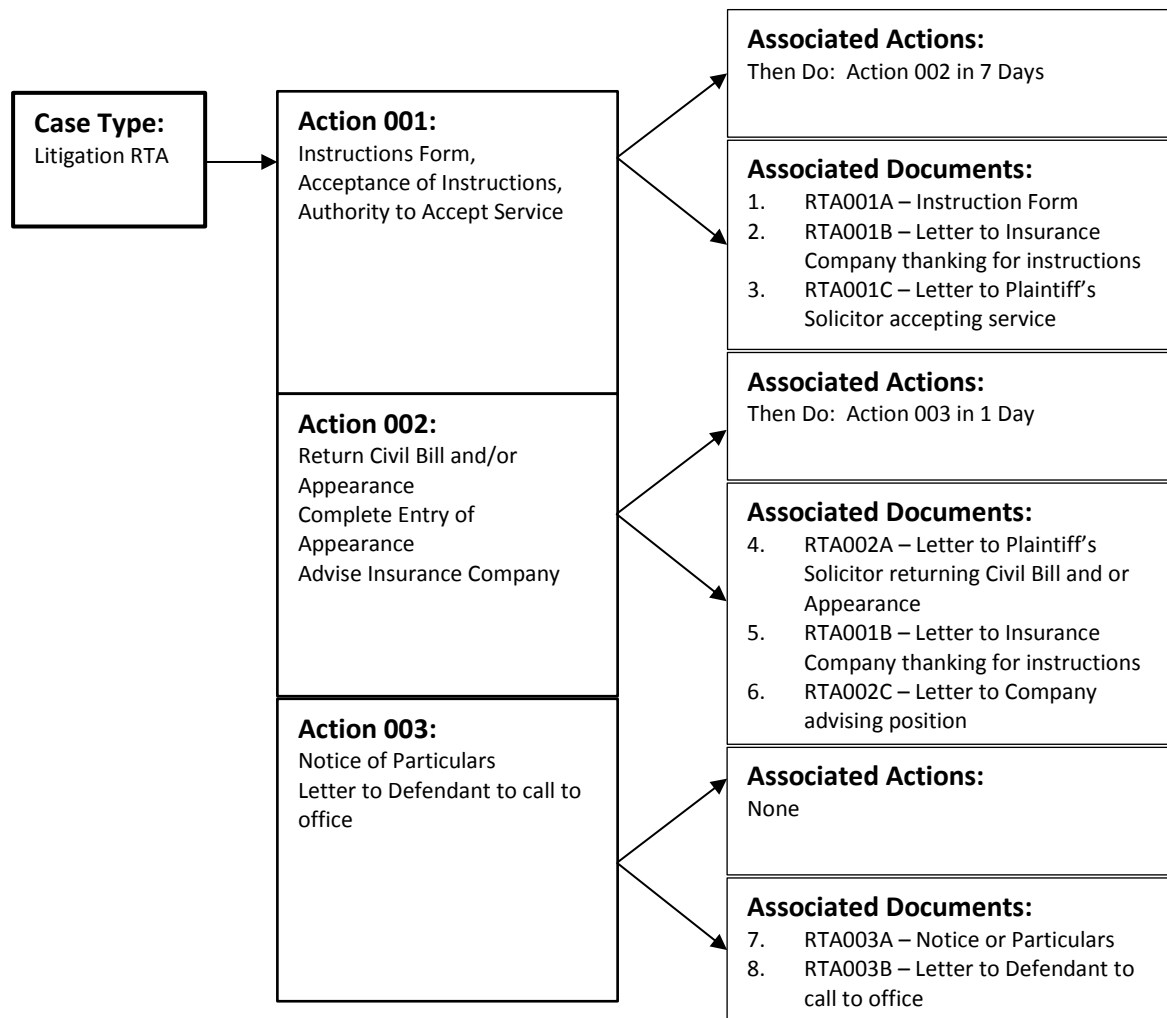 Case Type:
Litigation RTA
Action 001:
Instructions Form,
Acceptance of Instructions,
Authority to Accept Service
Associated Actions:
Then Do:  Action 002 in 7 Days
Associated Documents:
1. RTA001A – Instruction Form
2. RTA001B – Letter to Insurance
Company thanking for instructions
3. RTA001C – Letter to Plaintiff’s
Solicitor accepting service
Action 002:
Return Civil Bill and/or
Appearance
Complete Entry of
Appearance
Advise Insurance Company
Associated Actions:
Then Do:  Action 003 in 1 Day
Associated Documents:
4. RTA002A – Letter to Plaintiff’s
Solicitor returning Civil Bill and or
Appearance
5. RTA001B – Letter to Insurance
Company thanking for instructions
6. RTA002C – Letter to Company
advising position
Action 003:
Notice of Particulars
Letter to Defendant to call to
office
Associated Actions:
None
Associated Documents:
7. RTA003A – Notice or Particulars
8. RTA003B – Letter to Defendant to
call to office